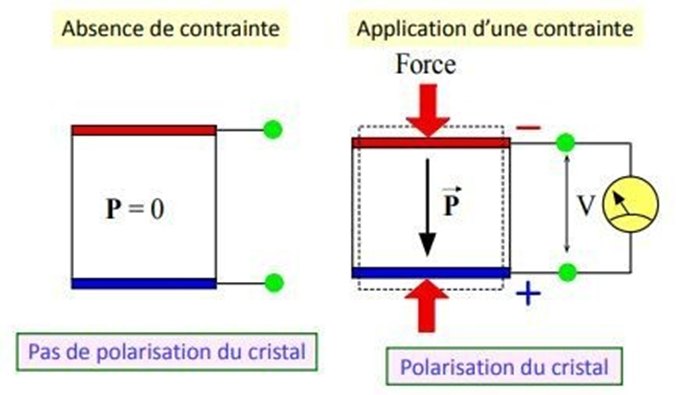 Absence de contrainte
Application d'une contrainte
Force
−
P = 0
P
V
+
Pas de polarisation du cristal
Polarisation du cristal